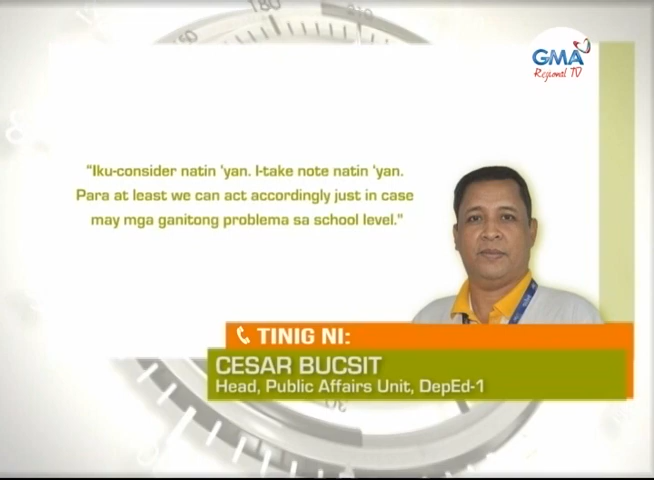 GMA
Regional TV
"Iku-consider natin 'yan. I-take note natin 'yan.
Para at least we can act accordingly just in case
may mga ganitong problema sa school level."
TINIG NI:
CESAR BUCSIT
Head, Public Affairs Unit, DepEd-1